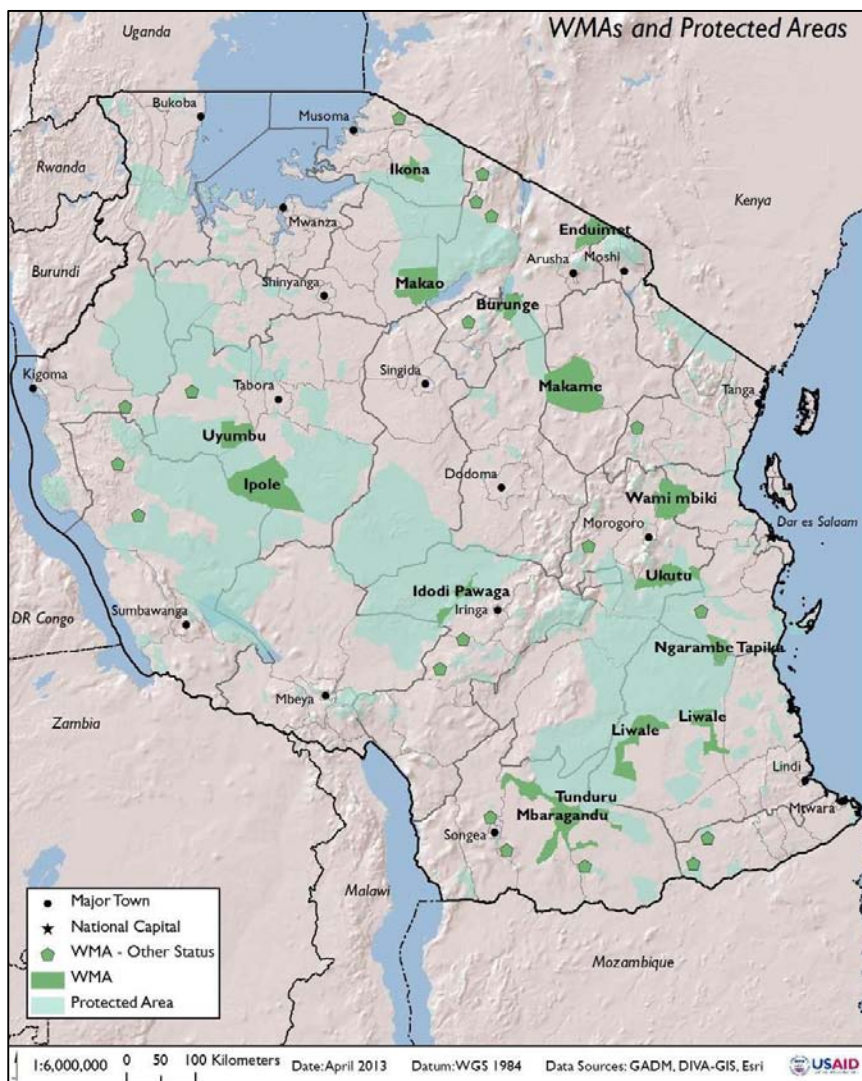 WMAs and Protected Areas
Uganda
Bukoba
Musoma
Rwanda
Ikona
Kenya
Mwanza
Burundi
Enduimet
Arusha
Moshi
Shinyanga
Makao
Burunge
Kigoma
Singida
Makame
Tabora
Tanga
Uyumbu
Ipole
Dodoma
Wami mbiki
Morogoro
Dar es Salaam
Ukutu
Idodi Pawaga
Iringa
DR Congo
Sumbawanga
Ngarambe Tapika
Mbeya
Zambia
Liwale
Liwale
Lindi
Tunduru
Mbaragandu
Mtwara
Songea
Malawi
Mozambique
Major Town
National Capital
WMA - Other Status
WMA
Protected Area
1:6,000,000 0 50 100 Kilometers Date:April 2013 Datum:WGS 1984 Data Sources: GADM, DIVA-GIS, Esri USAID